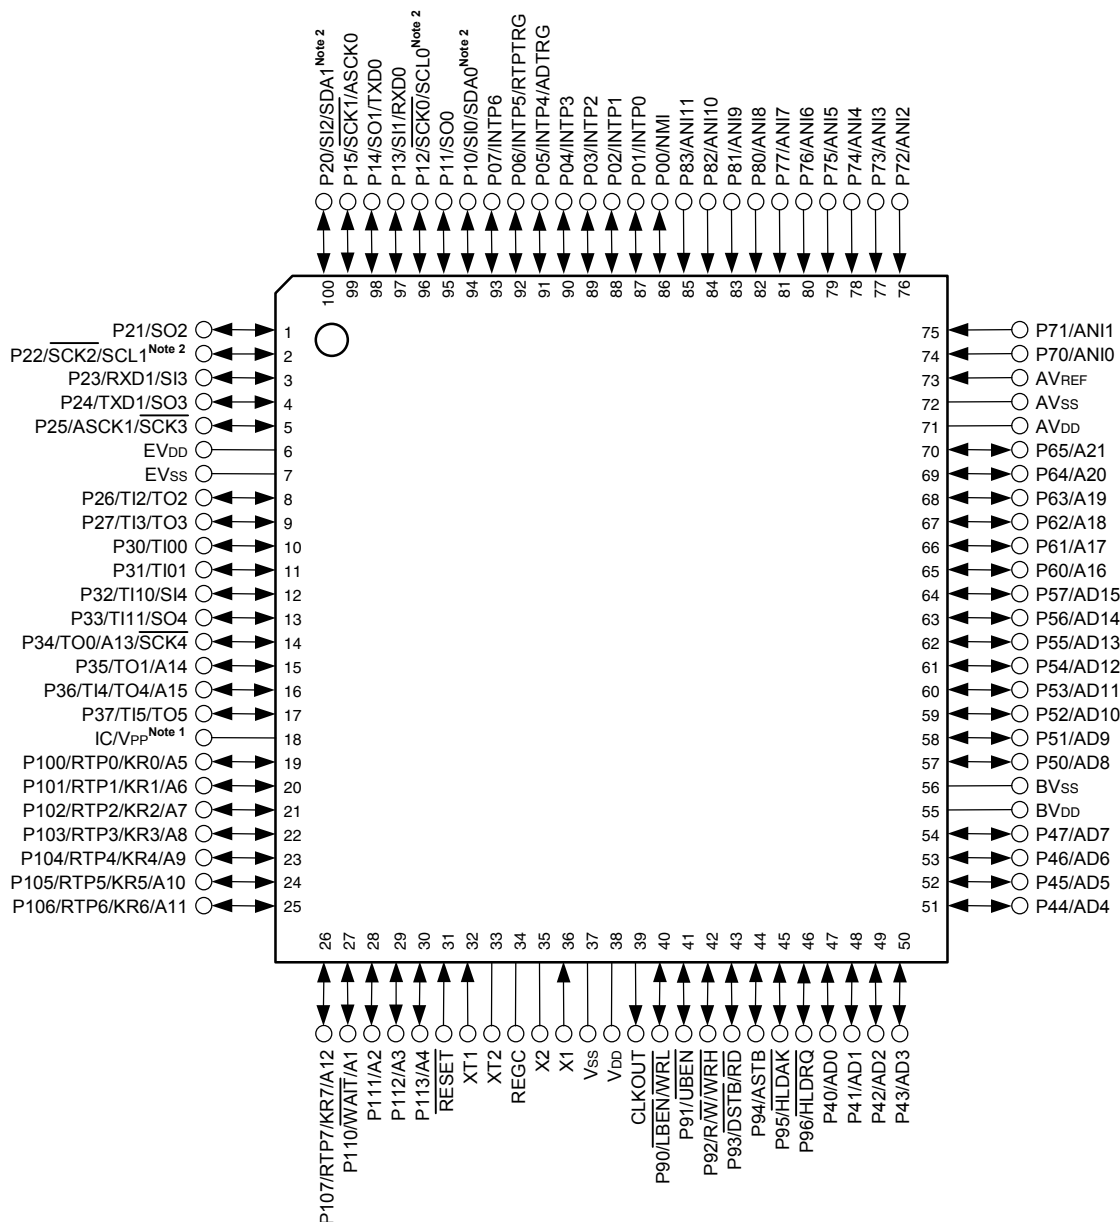 P20/SI2/SDA1Note 2
P15/SCK1/ASCK0
P14/SO1/TXD0
P13/SI1/RXD0
P12/SCK0/SCL0Note 2
P11/SO0
P10/SI0/SDA0Note 2
P07/INTP6
P06/INTP5/RTPTRG
P05/INTP4/ADTRG
P04/INTP3
P03/INTP2
P02/INTP1
P01/INTP0
P00/NMI
P83/ANI11
P82/ANI10
P81/ANI9
P80/ANI8
P77/ANI7
P76/ANI6
P75/ANI5
P74/ANI4
P73/ANI3
P72/ANI2
100 99 98 97 96 95 94 93 92 91 90 89 88 87 86 85 84 83 82 81 80 79 78 77 76
P21/SO2 1
P22/SCK2/SCL1Note 2 2
P23/RXD1/SI3 3
P24/TXD1/SO3 4
P25/ASCK1/SCK3 5
EVDD 6
EVSS 7
P26/TI2/TO2 8
P27/TI3/TO3 9
P30/TI00 10
P31/TI01 11
P32/TI10/SI4 12
P33/TI11/SO4 13
P34/TO0/A13/SCK4 14
P35/TO1/A14 15
P36/TI4/TO4/A15 16
P37/TI5/TO5 17
IC/VPPNote 1 18
P100/RTP0/KR0/A5 19
P101/RTP1/KR1/A6 20
P102/RTP2/KR2/A7 21
P103/RTP3/KR3/A8 22
P104/RTP4/KR4/A9 23
P105/RTP5/KR5/A10 24
P106/RTP6/KR6/A11 25
75 P71/ANI1
74 P70/ANI0
73 AVREF
72 AVSS
71 AVDD
70 P65/A21
69 P64/A20
68 P63/A19
67 P62/A18
66 P61/A17
65 P60/A16
64 P57/AD15
63 P56/AD14
62 P55/AD13
61 P54/AD12
60 P53/AD11
59 P52/AD10
58 P51/AD9
57 P50/AD8
56 BVSS
55 BVDD
54 P47/AD7
53 P46/AD6
52 P45/AD5
51 P44/AD4
26 27 28 29 30 31 32 33 34 35 36 37 38 39 40 41 42 43 44 45 46 47 48 49 50
P107/RTP7/KR7/A12
P110/WAIT/A1
P111/A2
P112/A3
P113/A4
RESET
XT1
XT2
REGC
X2
X1
VSS
VDD
CLKOUT
P90/LBEN/WRL
P91/UBEN
P92/R/W/WRH
P93/DSTB/RD
P94/ASTB
P95/HLDAK
P96/HLDRQ
P40/AD0
P41/AD1
P42/AD2
P43/AD3